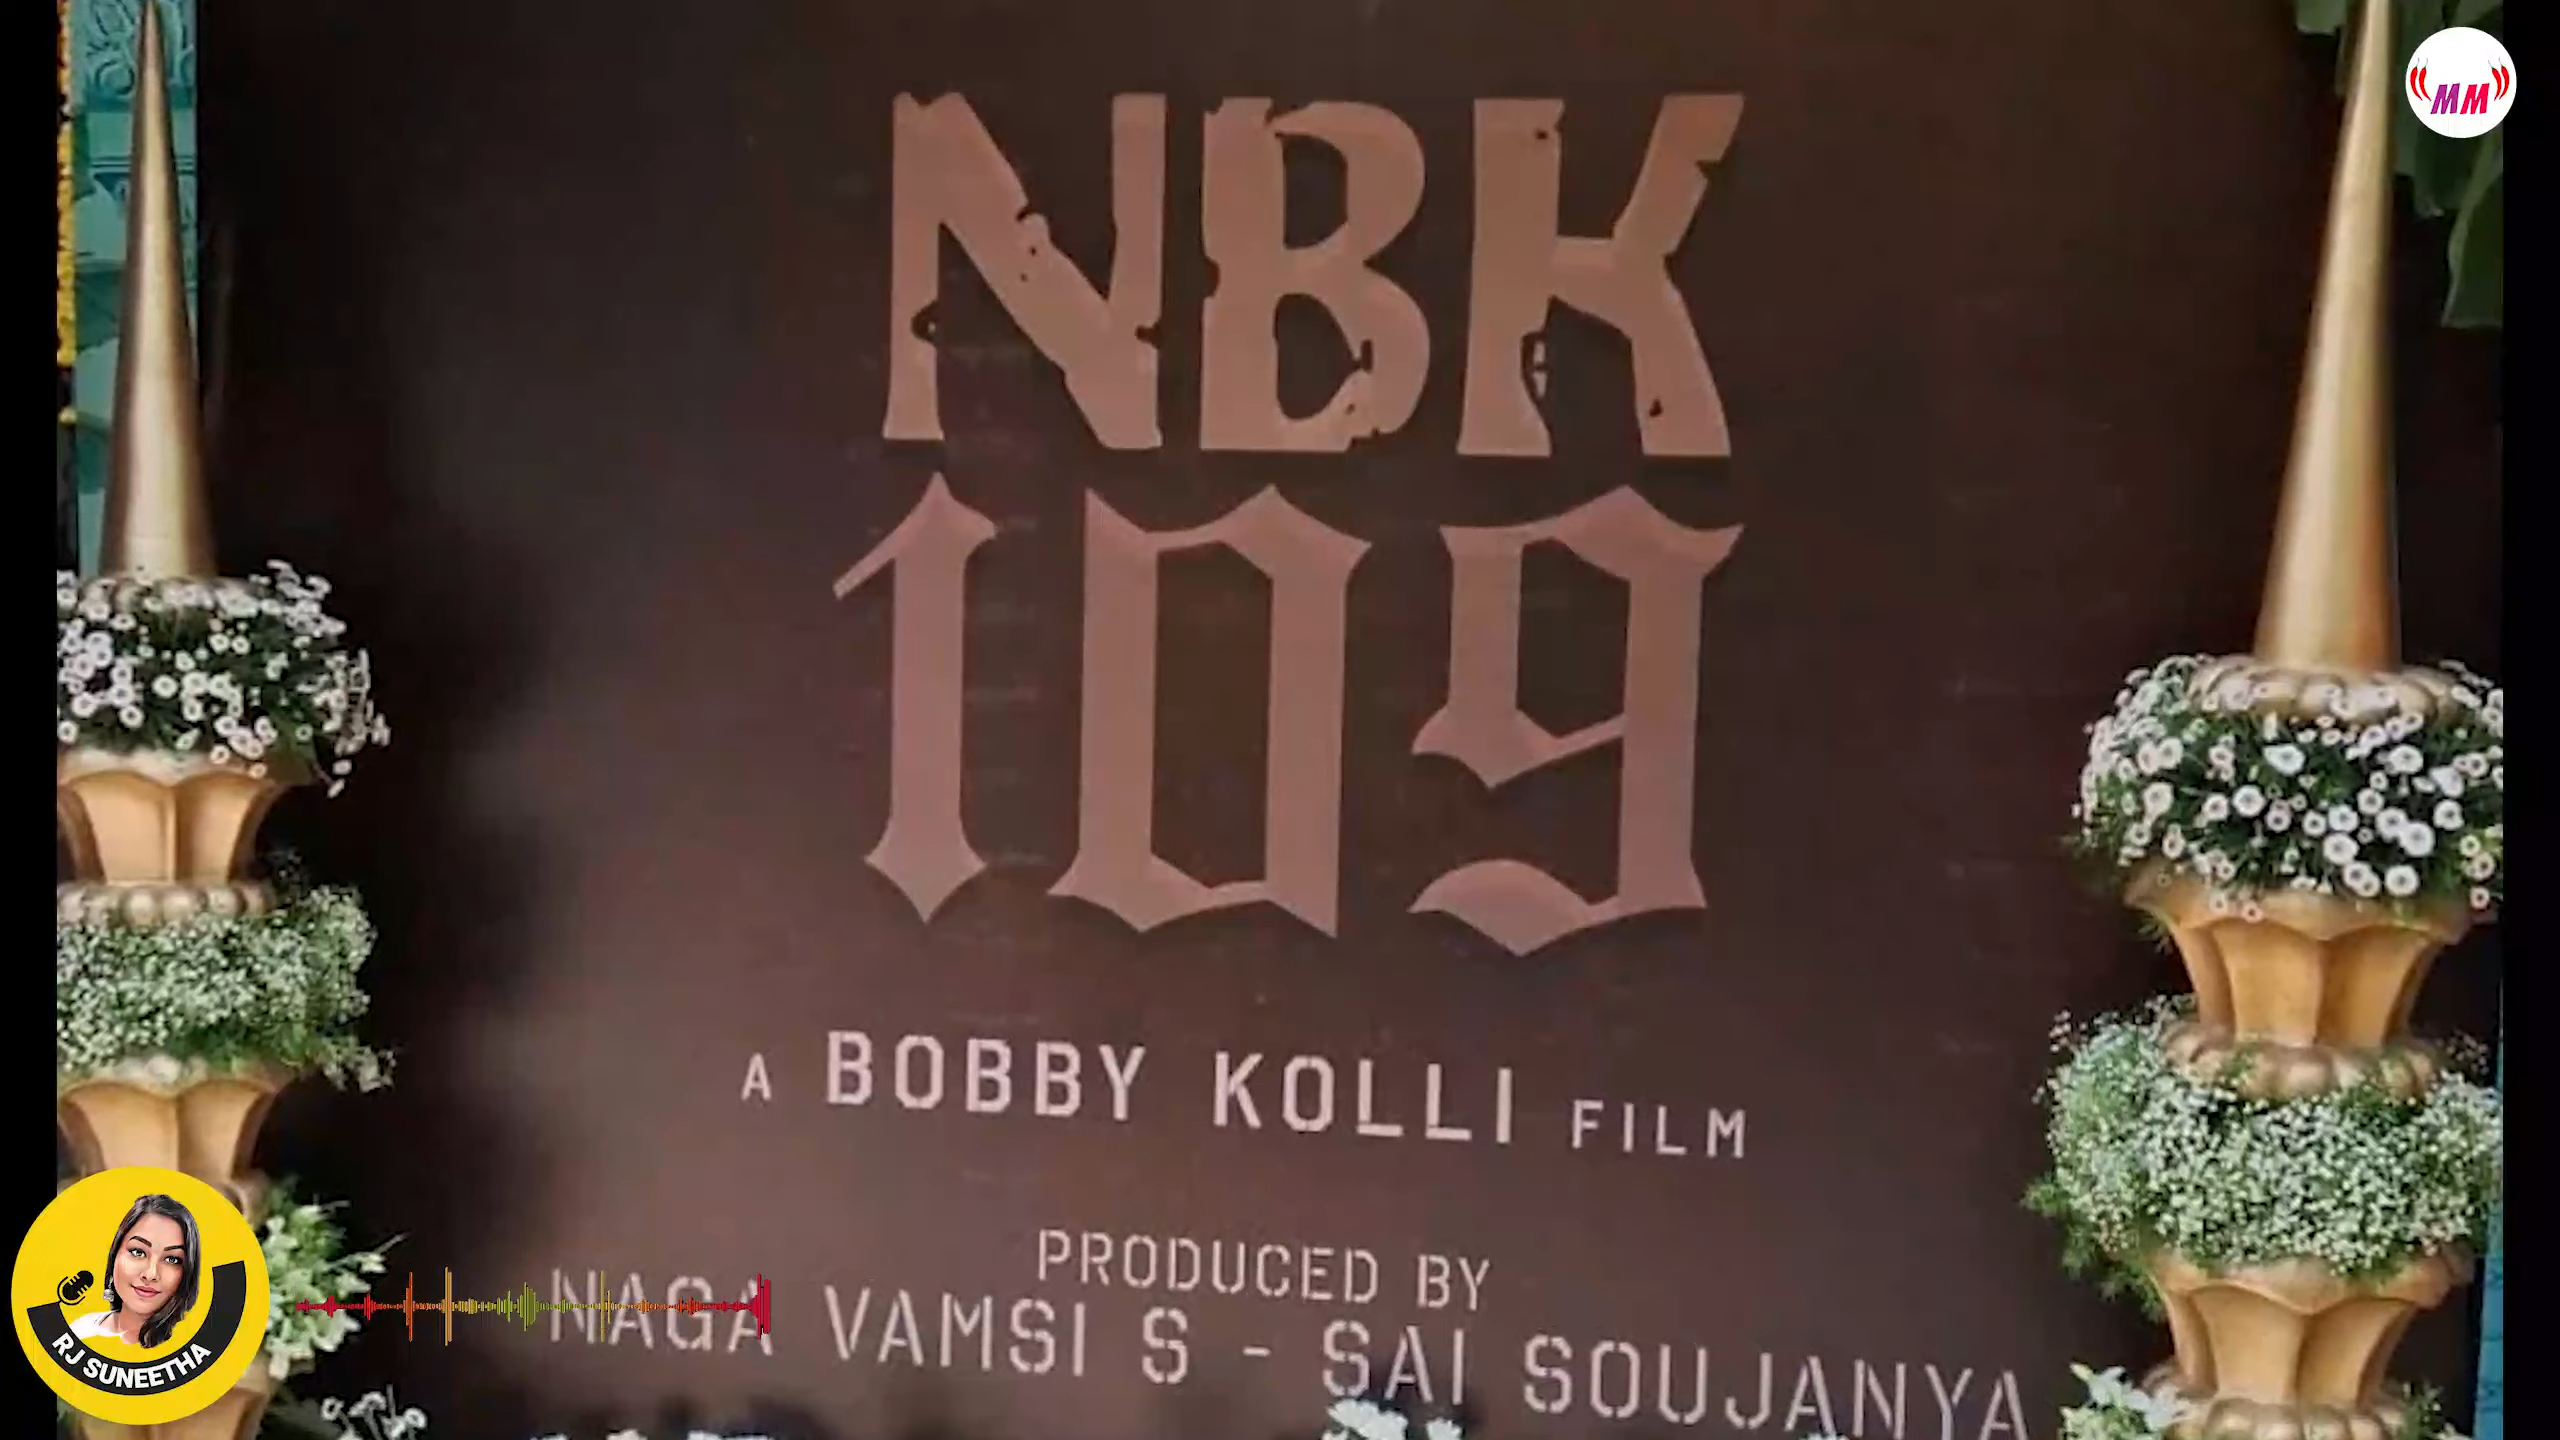 MM
NBK
109
A BOBBY KOLLI FILM
PRODUCED BY
NAGA VAMSI S - SAI SOUJANYA
RJ SUNEETHA